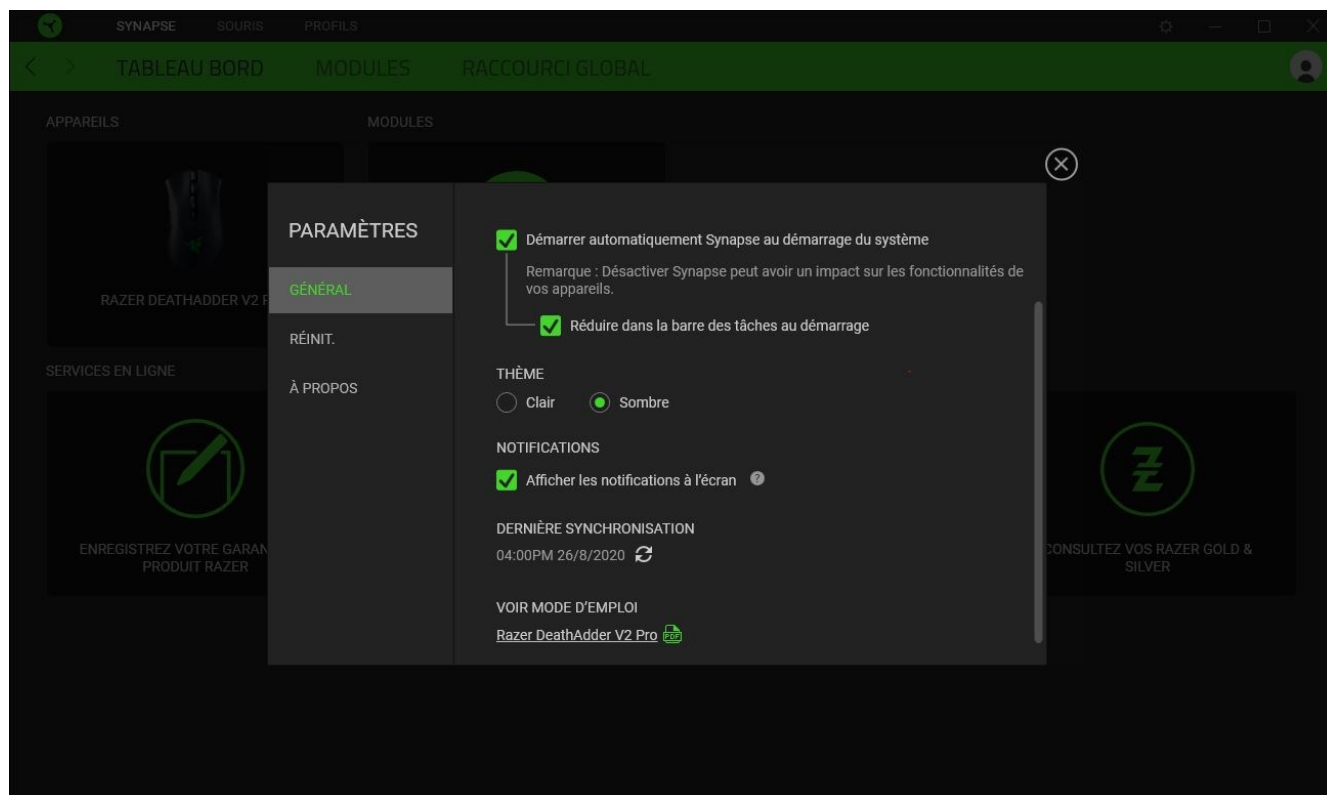 SYNAPSE SOURIS PROFILS
TABLEAU BORD MODULES RACCOURCI GLOBAL
APPAREILS MODULES
RAZER DEATHADDER V2
PARAMÈTRES
GÉNÉRAL
RÉINIT.
À PROPOS
Démarrer automatiquement Synapse au démarrage du système
Remarque : Désactiver Synapse peut avoir un impact sur les fonctionnalités de
vos appareils.
Réduire dans la barre des tâches au démarrage
THÈME
Clair Sombre
NOTIFICATIONS
Afficher les notifications à l'écran ?
DERNIÈRE SYNCHRONISATION
04:00PM 26/8/2020
VOIR MODE D'EMPLOI
Razer DeathAdder V2 Pro PDF
SERVICES EN LIGNE
ENREGISTREZ VOTRE GARAN
PRODUIT RAZER
CONSULTEZ VOS RAZER GOLD &
SILVER